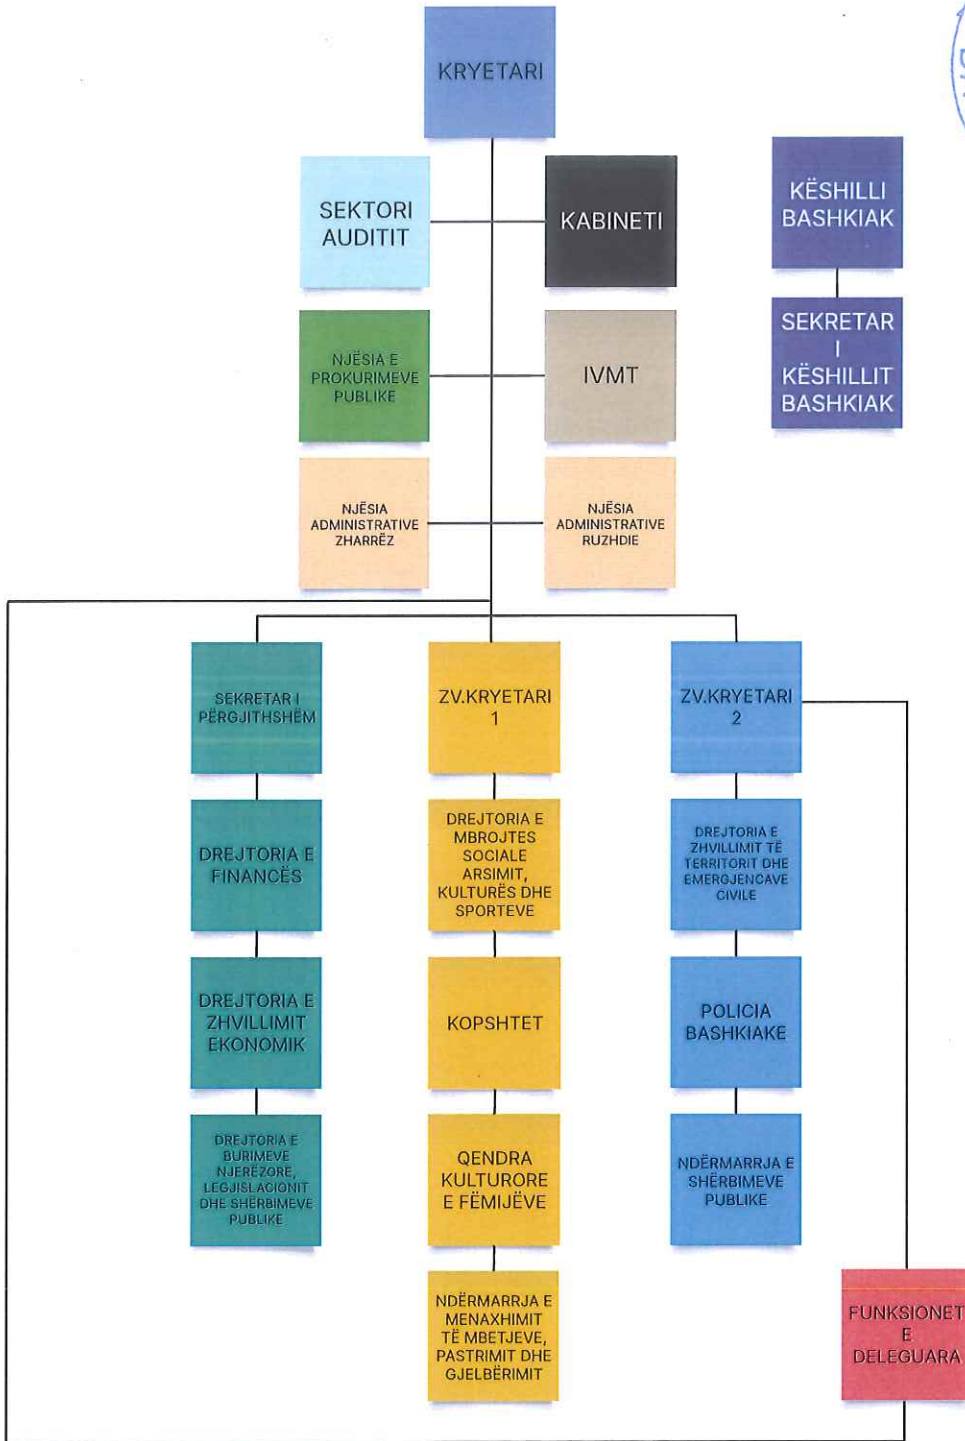 KRYETARI
SEKTORI
AUDITIT
KABINETI
KËSHILLI
BASHKIAK
NJËSIA E
PROKURIMEVE
PUBLIKE
IVMT
SEKRETAR
I
KËSHILLIT
BASHKIAK
NJËSIA
ADMINISTRATIVE
ZHARRËZ
NJËSIA
ADMINISTRATIVE
RUZHDIE
SEKRETAR I
PËRGJITHSHËM
ZV.KRYETARI
1
ZV.KRYETARI
2
DREJTORIA E
FINANCËS
DREJTORIA E
MBROJTES
SOCIALE
ARSIMIT,
KULTURËS DHE
SPORTEVE
DREJTORIA E
ZHVILLIMIT TË
TERRITORIT DHE
EMERGJENCAVE
CIVILE
DREJTORIA E
ZHVILLIMIT
EKONOMIK
KOPSHTET
POLICIA
BASHKIAKE
DREJTORIA E
BURIMEVE
NJERËZORE,
LEGJISLACIONIT
DHE SHËRBIMEVE
PUBLIKE
QENDRA
KULTURORE
E FËMIJËVE
NDËRMARRJA E
SHËRBIMEVE
PUBLIKE
NDËRMARRJA E
MENAXHIMIT
TË MBETJEVE,
PASTRIMIT DHE
GJELBËRIMIT
FUNKSIONET
E
DELEGUARA